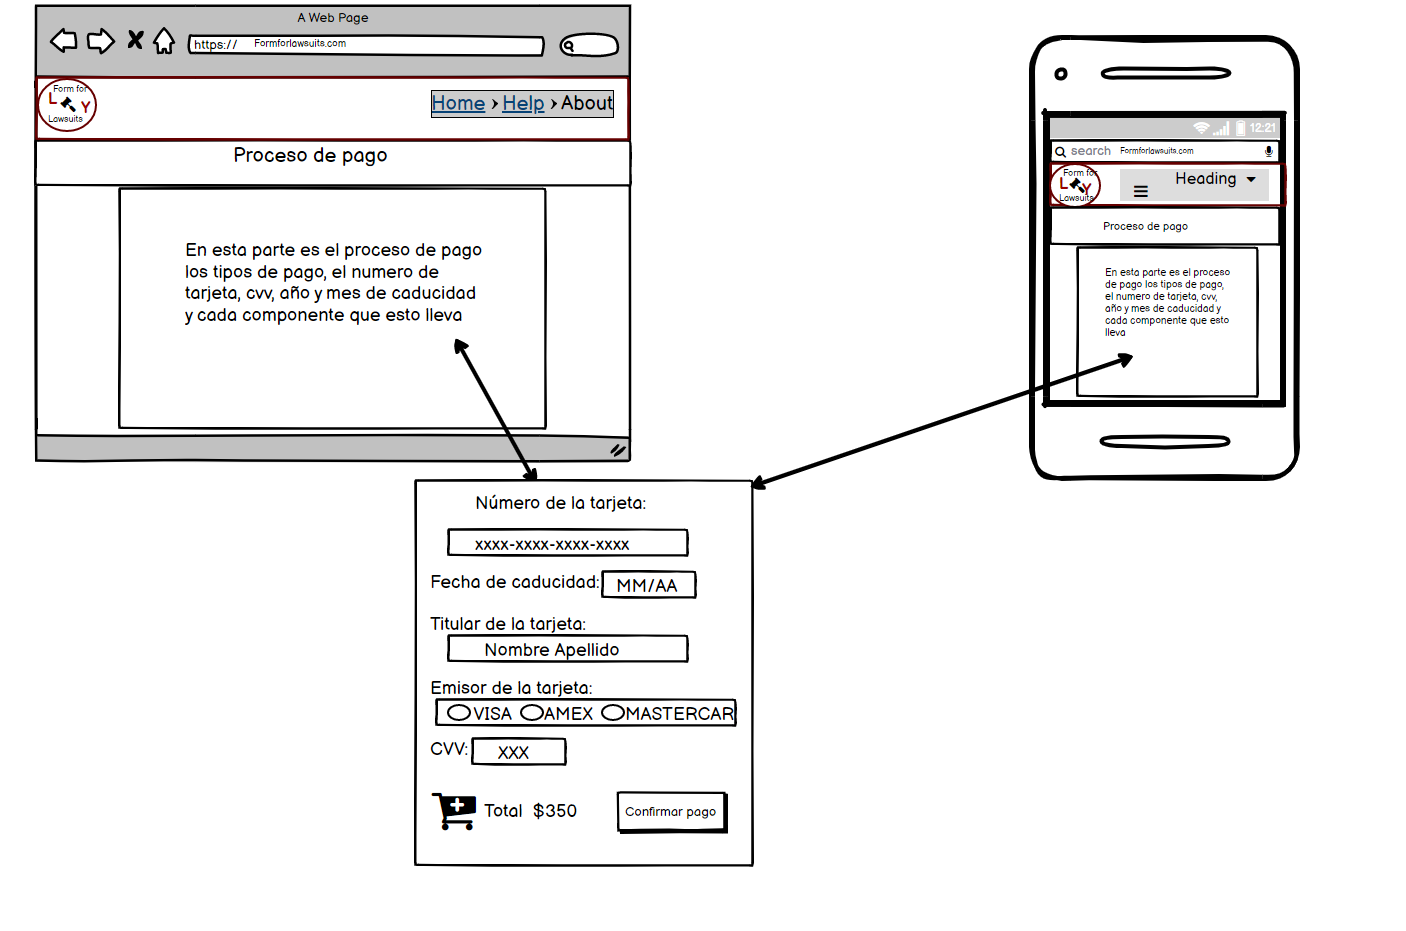 A Web Page
https:// Formforlawsuits.com
Form for
L Y
Lawsuits
Home › Help › About
Proceso de pago
En esta parte es el proceso de pago
los tipos de pago, el numero de
tarjeta, cvv, año y mes de caducidad
y cada componente que esto lleva
12:21
search Formforlawsuits.com
Form for
L Y
Lawsuits
Heading
Proceso de pago
En esta parte es el proceso
de pago los tipos de pago,
el numero de tarjeta, cvv,
año y mes de caducidad y
cada componente que esto
lleva
Número de la tarjeta:
xxxx-xxxx-xxxx-xxxx
Fecha de caducidad: MM/AA
Titular de la tarjeta:
Nombre Apellido
Emisor de la tarjeta:
VISA AMEX MASTERCAR
CVV: XXX
Total $350 Confirmar pago